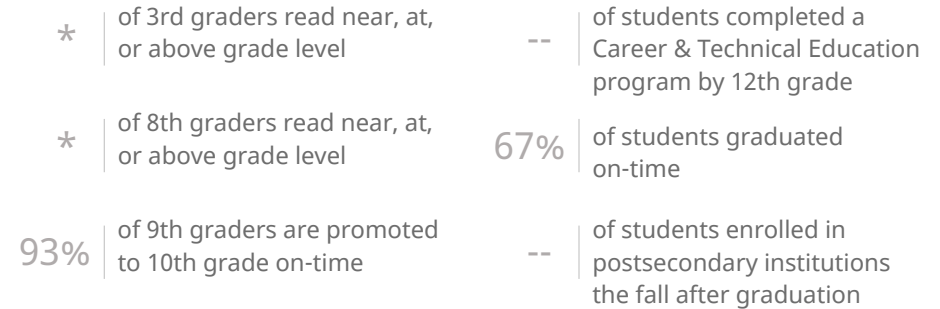 *
of 3rd graders read near, at,
or above grade level
*
of 8th graders read near, at,
or above grade level
93%
of 9th graders are promoted
to 10th grade on-time
--
of students completed a
Career & Technical Education
program by 12th grade
67%
of students graduated
on-time
--
of students enrolled in
postsecondary institutions
the fall after graduation